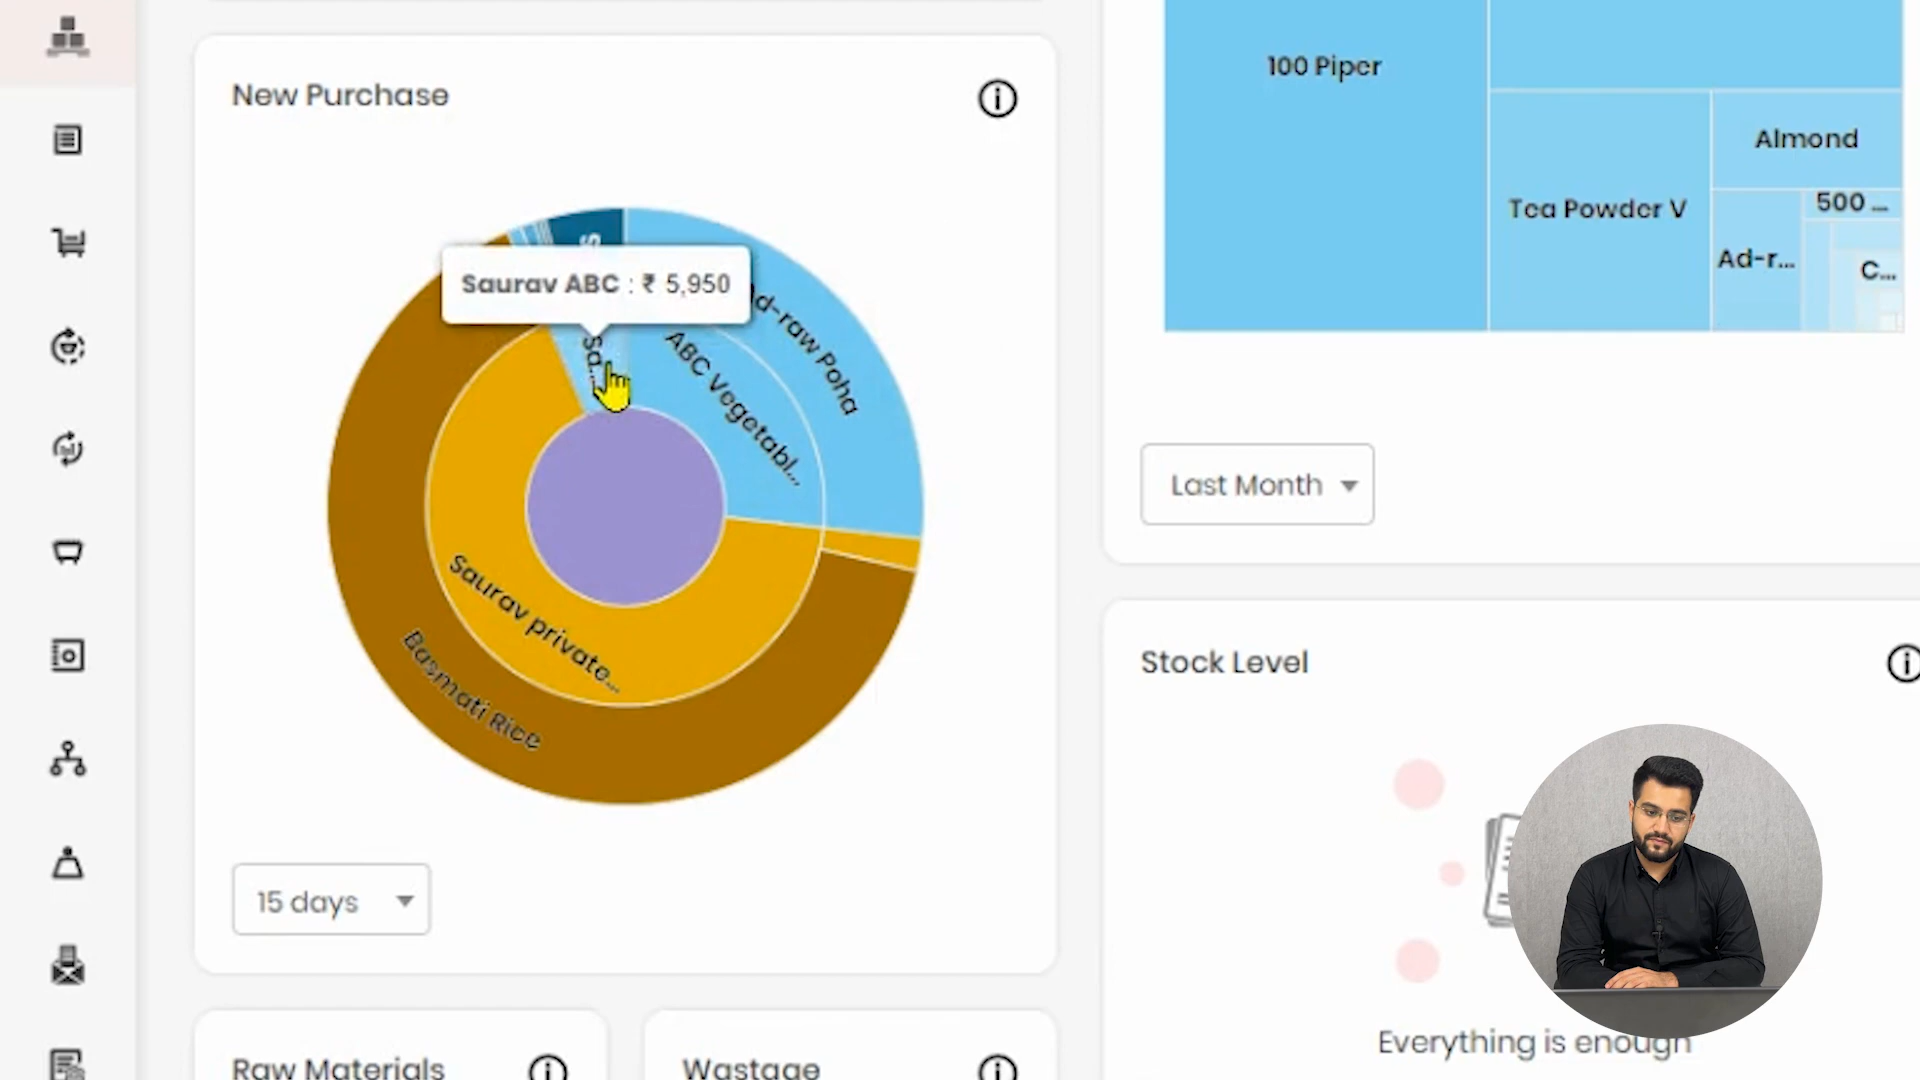 New Purchase
Saurav ABC : ₹ 5,950
s
Sa...
ABC Vegetabl...
d-raw Poha
Saurav private...
Basmati Rice
15 days
100 Piper
Tea Powder V
Almond
500 ...
Ad-r...
C...
Last Month
Stock Level
Everything is enough
Raw Materials
Wastage